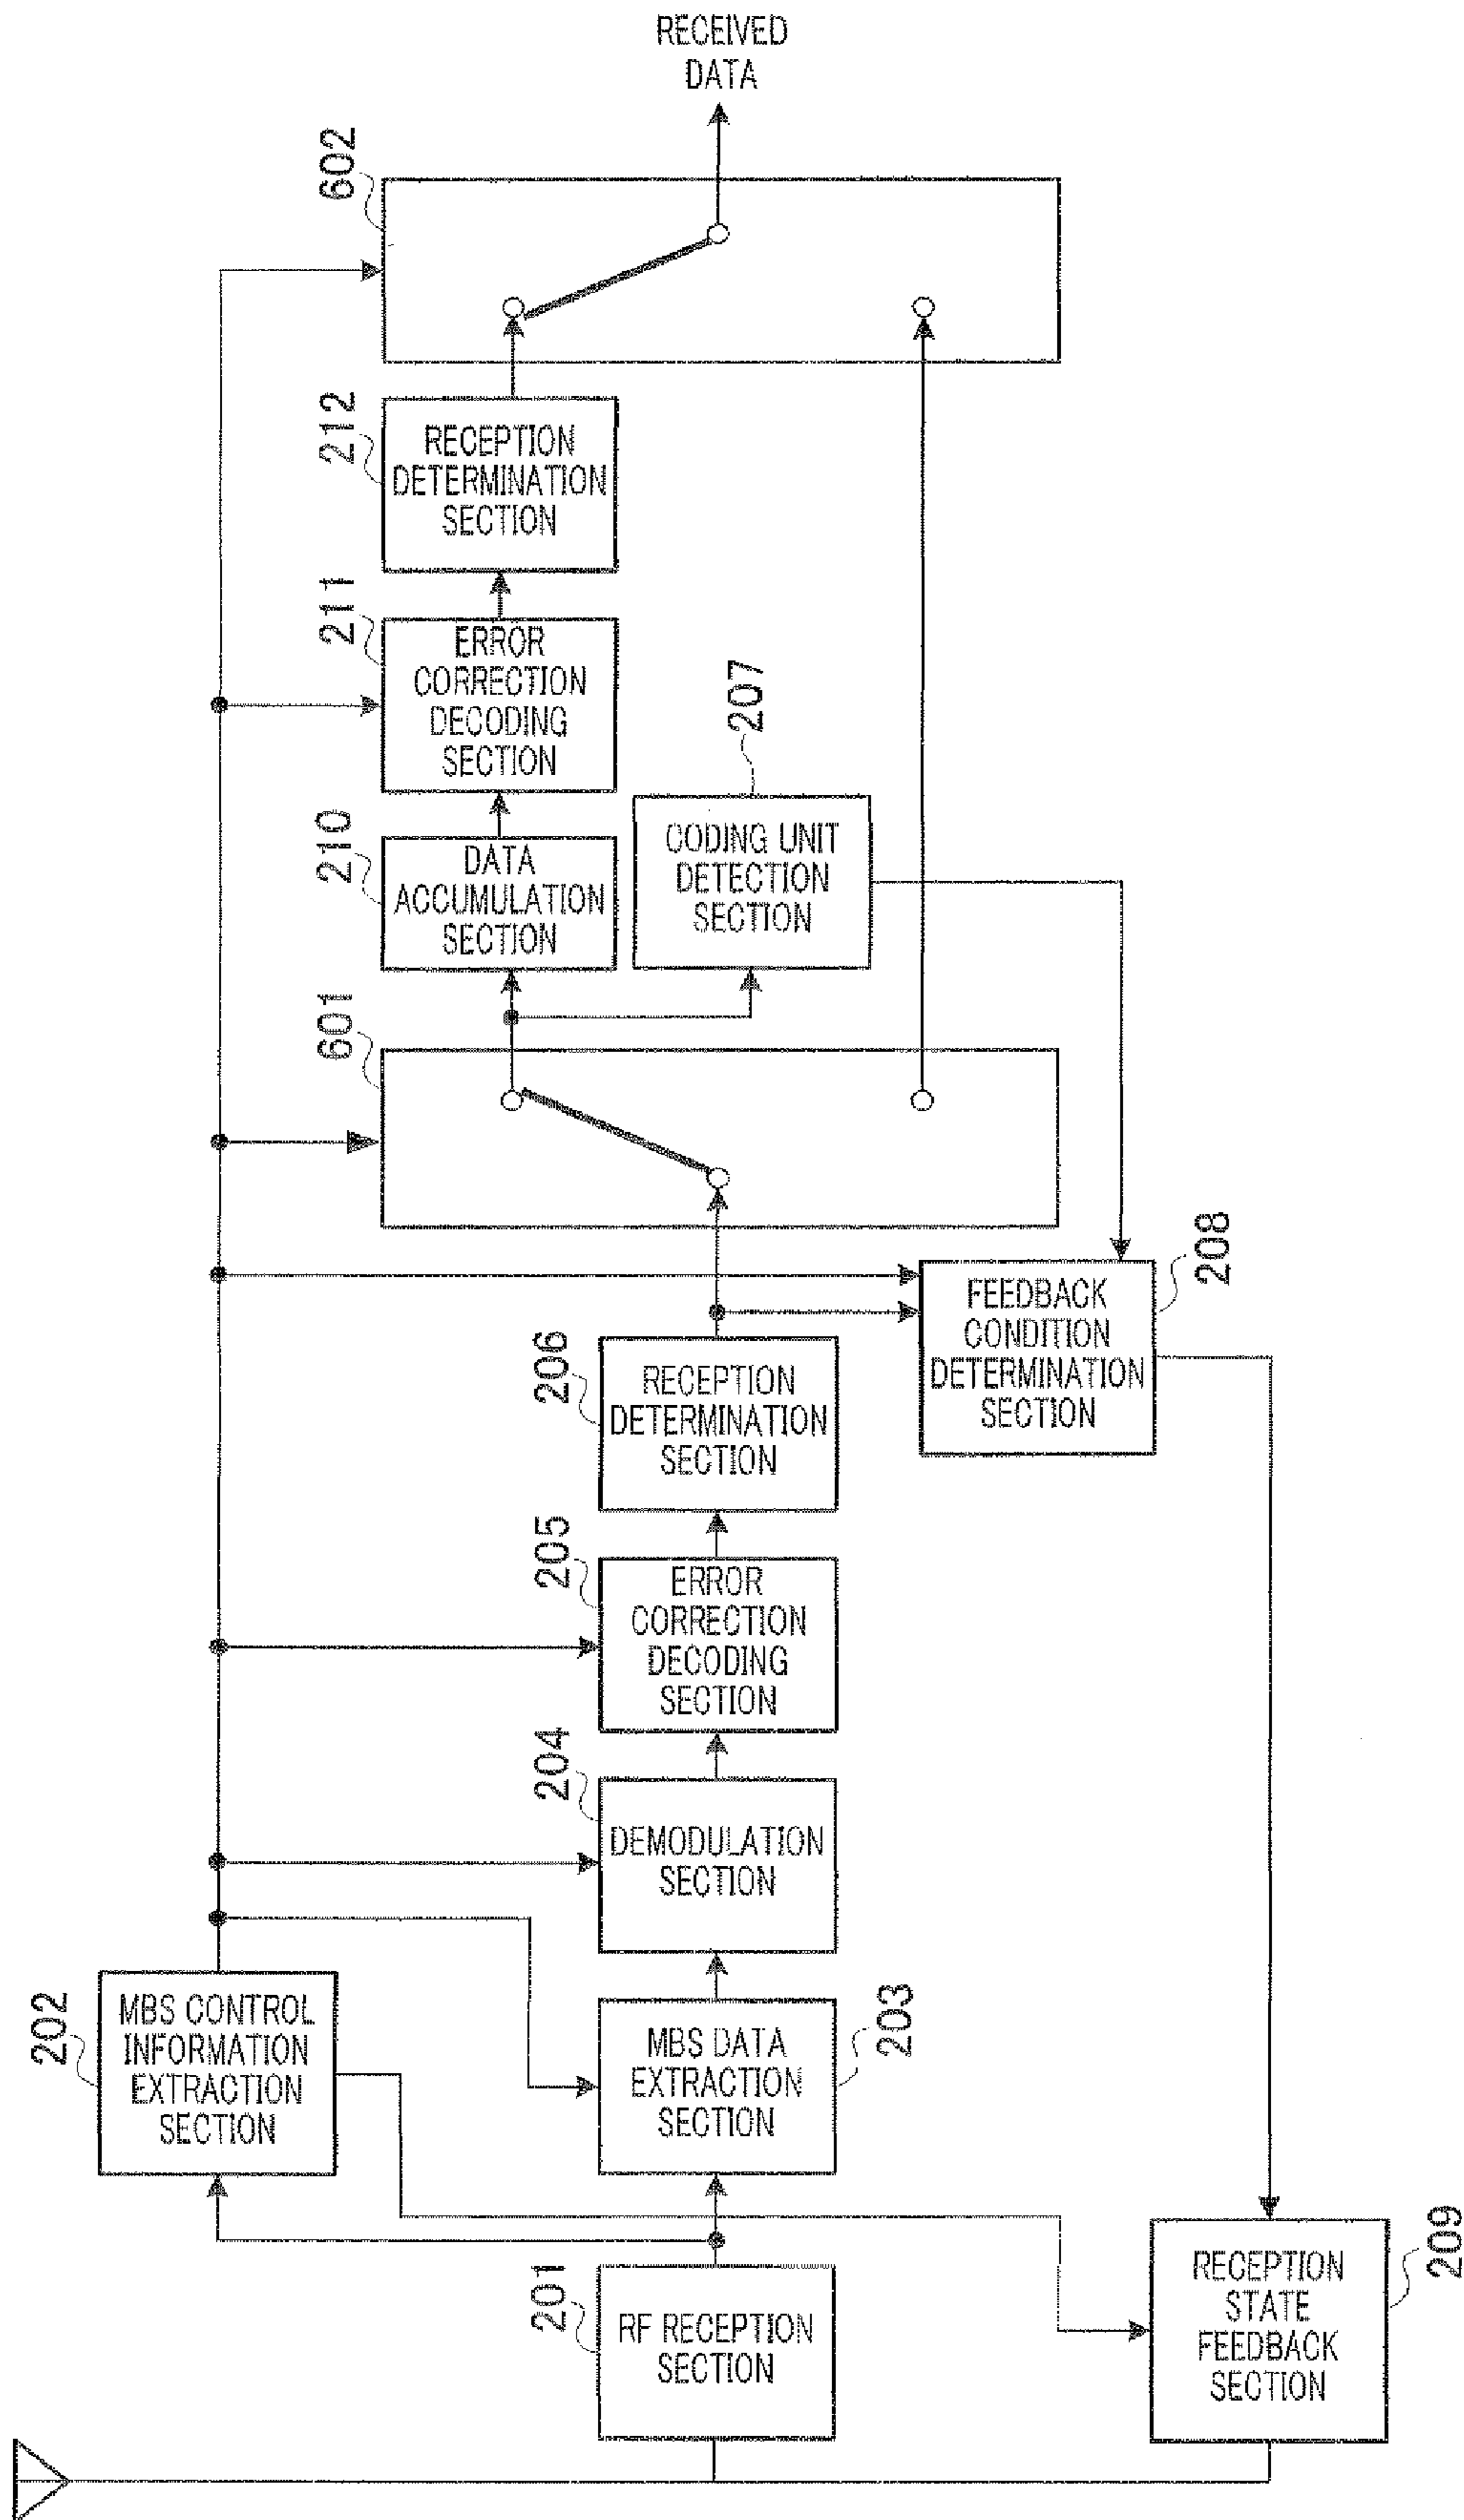 RECEIVED
DATA
602
212
RECEPTION
DETERMINATION
SECTION
211
ERROR
CORRECTION
DECODING
SECTION
207
210
DATA
ACCUMULATION
SECTION
CODING UNIT
DETECTION
SECTION
601
208
FEEDBACK
CONDITION
DETERMINATION
SECTION
206
RECEPTION
DETERMINATION
SECTION
205
ERROR
CORRECTION
DECODING
SECTION
204
DEMODULATION
SECTION
202
MBS CONTROL
INFORMATION
EXTRACTION
SECTION
203
MBS DATA
EXTRACTION
SECTION
201
RF RECEPTION
SECTION
209
RECEPTION
STATE
FEEDBACK
SECTION